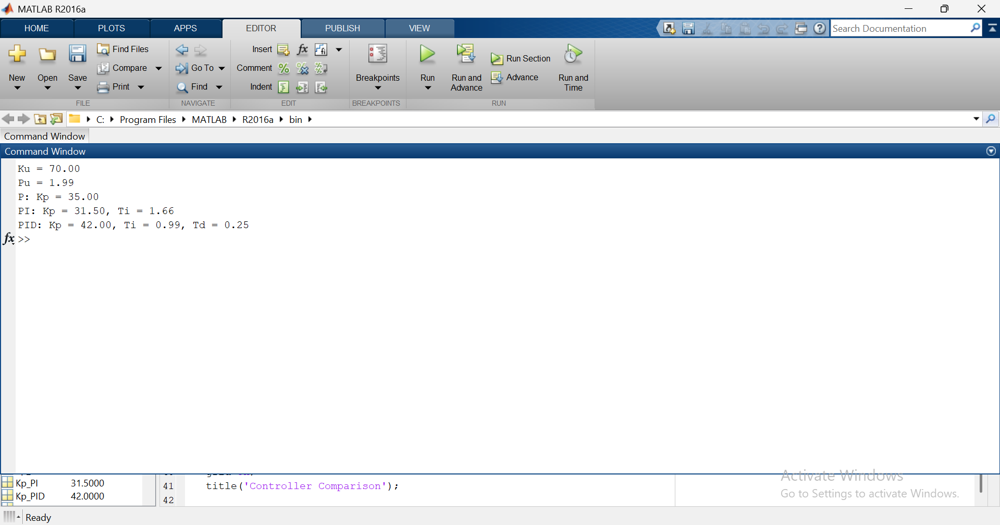 MATLAB R2016a
HOME
PLOTS
APPS
EDITOR
PUBLISH
VIEW
Search Documentation
New
Open
Save
Find Files
Compare
Print
FILE
Go To
Find
NAVIGATE
Insert
fx
fi
Comment
Indent
EDIT
Breakpoints
BREAKPOINTS
Run
Run and
Advance
Run Section
Advance
Run and
Time
RUN
C:
Program Files
MATLAB
R2016a
bin
Command Window
Command Window
Ku = 70.00
Pu = 1.99
P: Kp = 35.00
PI: Kp = 31.50, Ti = 1.66
PID: Kp = 42.00, Ti = 0.99, Td = 0.25
fx >>
Kp_PI 31.5000
Kp_PID 42.0000
41 title('Controller Comparison');
42
Activate Windows
Go to Settings to activate Windows.
Ready